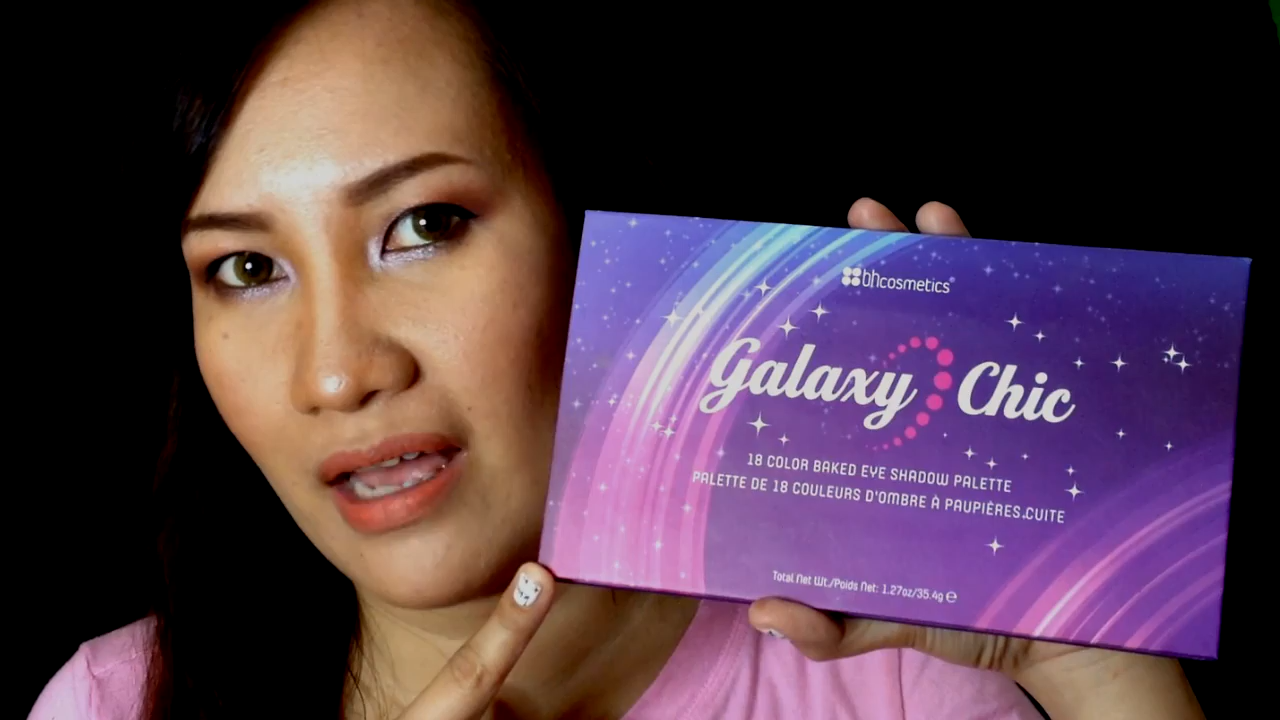 bhcosmetics®
Galaxy Chic
18 COLOR BAKED EYE SHADOW PALETTE
PALETTE DE 18 COULEURS D'OMBRE À PAUPIÈRES.CUITE
Total Net Wt./Poids Net: 1.27oz/35.4g ℮